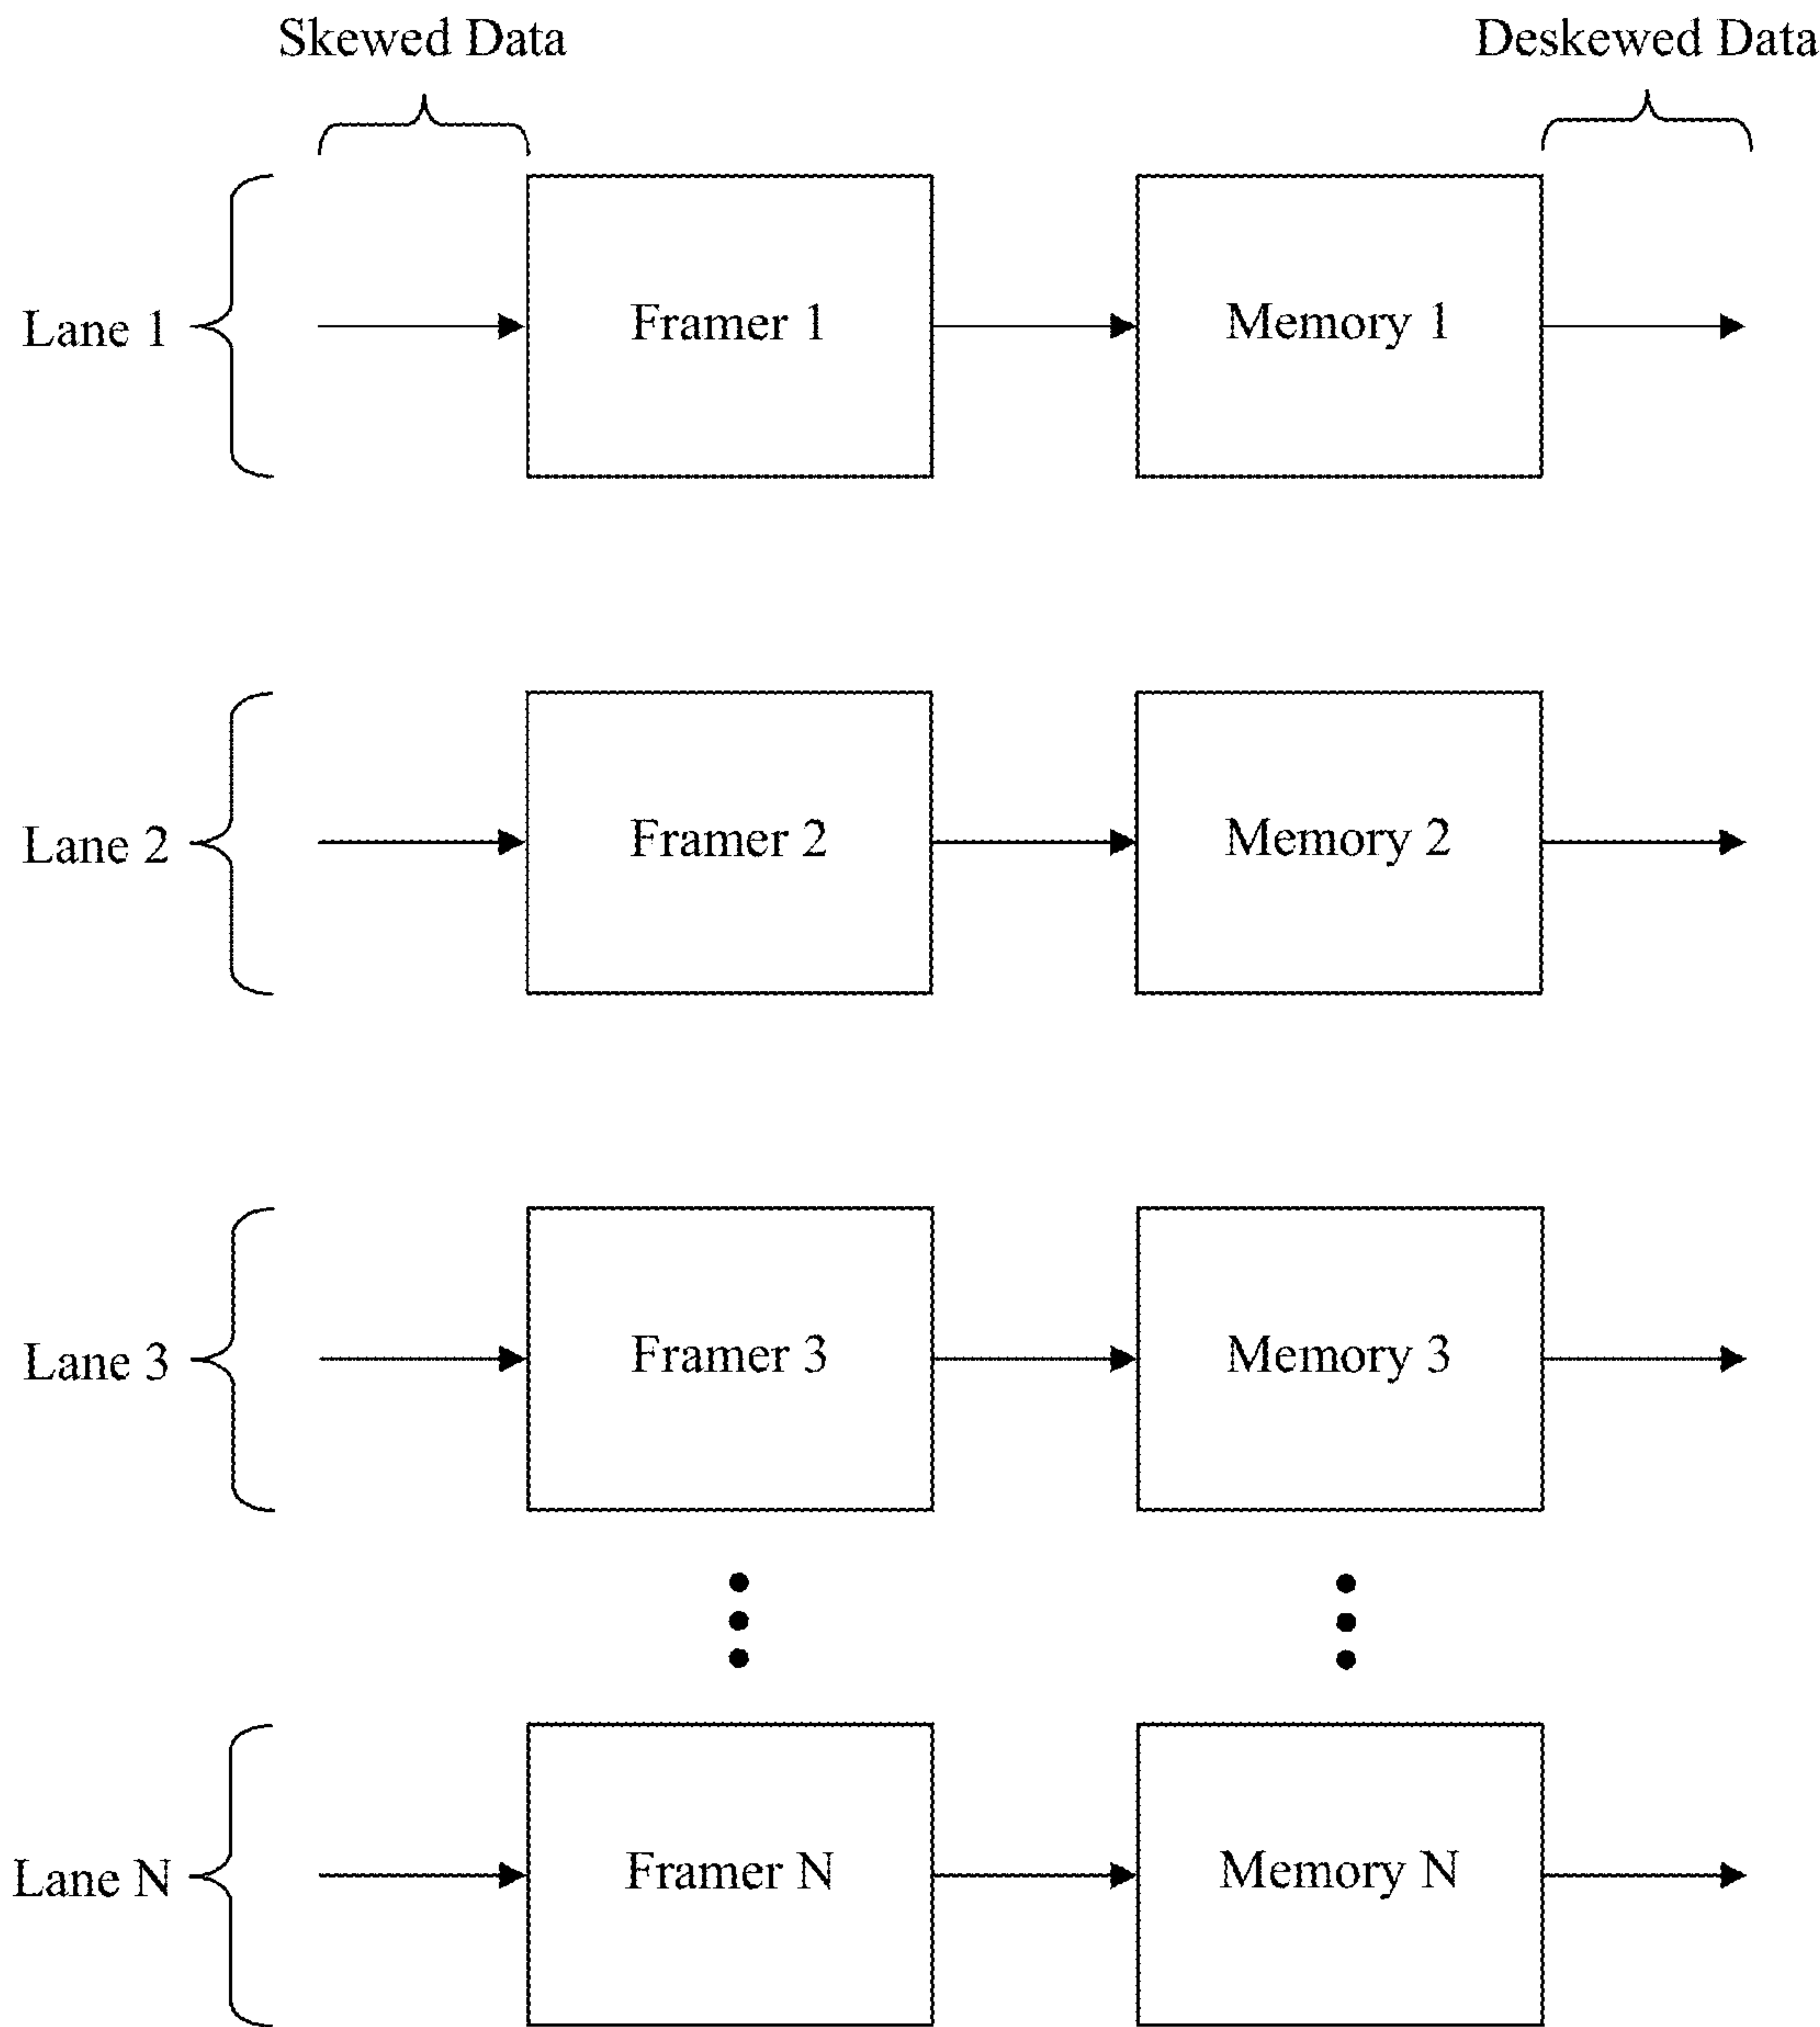 Skewed Data
Deskewed Data
Lane 1
Framer 1
Memory 1
Lane 2
Framer 2
Memory 2
Lane 3
Framer 3
Memory 3
Lane N
Framer N
Memory N